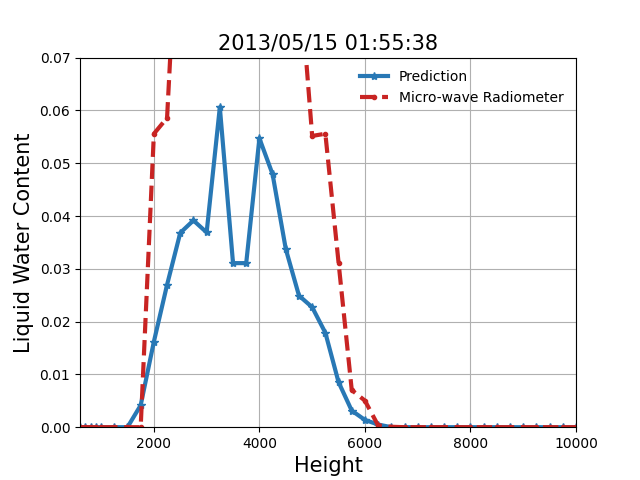 2013/05/15 01:55:38
0.07
0.06
0.05
0.04
0.03
0.02
0.01
0.00
Liquid Water Content
Prediction
Micro-wave Radiometer
2000 4000 6000 8000 10000
Height